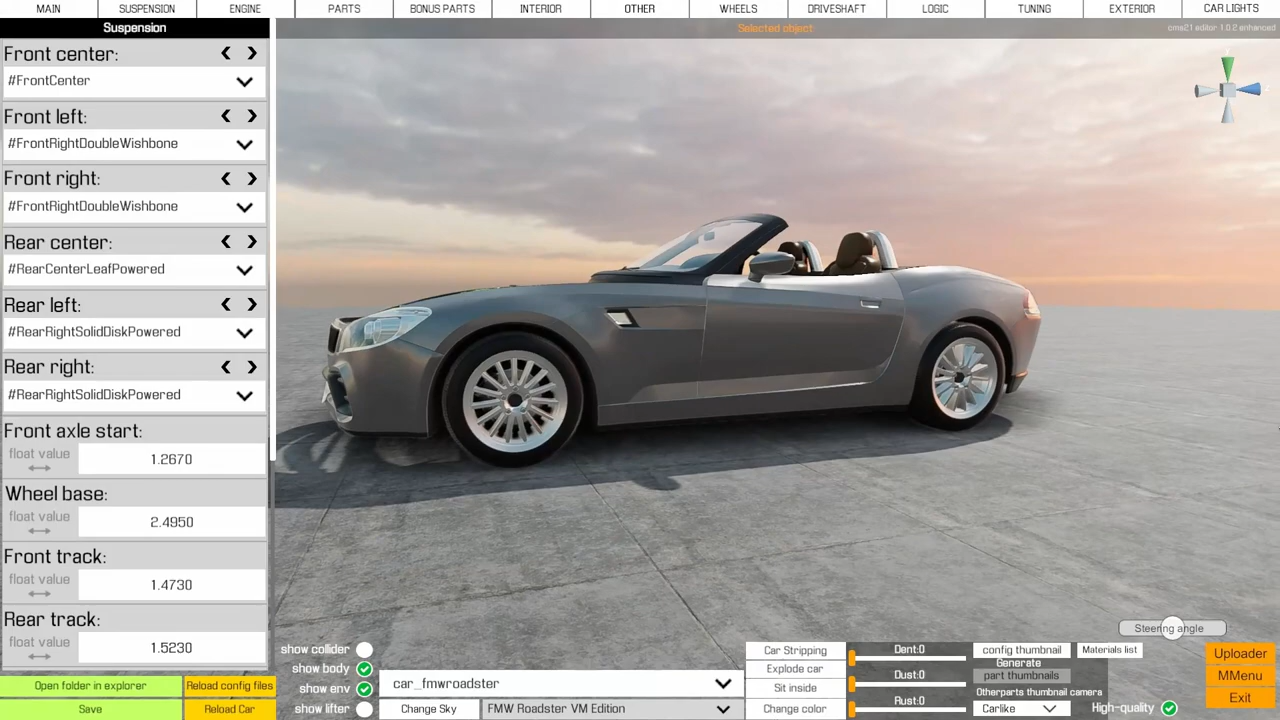 MAIN SUSPENSION ENGINE PARTS BONUS PARTS INTERIOR OTHER WHEELS DRIVESHAFT LOGIC TUNING EXTERIOR CAR LIGHTS
Suspension
Selected object:
cms21 editor 1.0.2 enhanced
Front center:
#FrontCenter
Front left:
#FrontRightDoubleWishbone
Front right:
#FrontRightDoubleWishbone
Rear center:
#RearCenterLeafPowered
Rear left:
#RearRightSolidDiskPowered
Rear right:
#RearRightSolidDiskPowered
Front axle start:
float value 1.2670
Wheel base:
float value 2.4950
Front track:
float value 1.4730
Rear track:
float value 1.5230
Open folder in explorer Reload config files
Save Reload Car
show collider
show body
show env
show lifter
car_fmwroadster
Change Sky FMW Roadster VM Edition
Car Stripping
Explode car
Sit inside
Change color
Dent:0
Dust:0
Rust:0
Steering angle
config thumbnail Materials list
Generate
part thumbnails
Otherparts thumbnail camera
Carlike High-quality
Uploader
MMenu
Exit